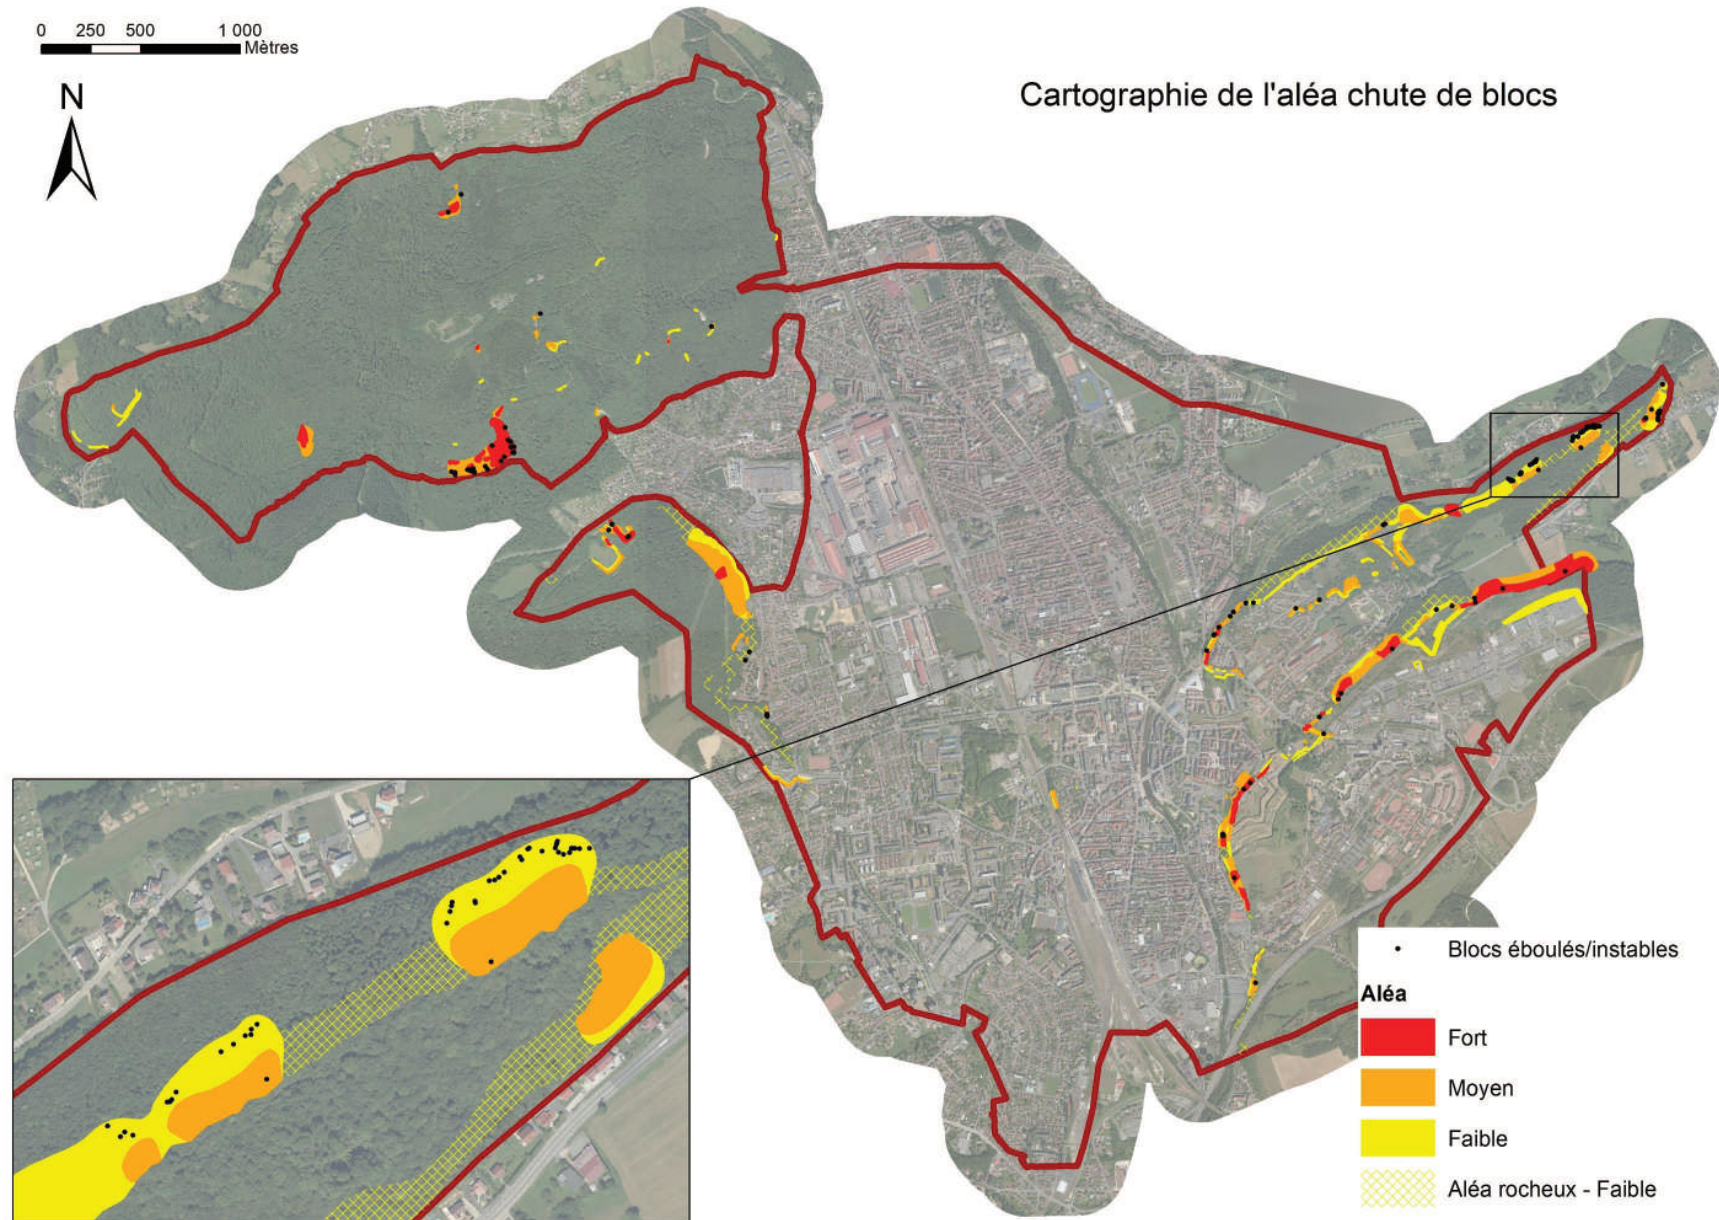 0 250 500 1 000
Mètres
N
Cartographie de l'aléa chute de blocs
Blocs éboulés/instables
Aléa
Fort
Moyen
Faible
Aléa rocheux - Faible